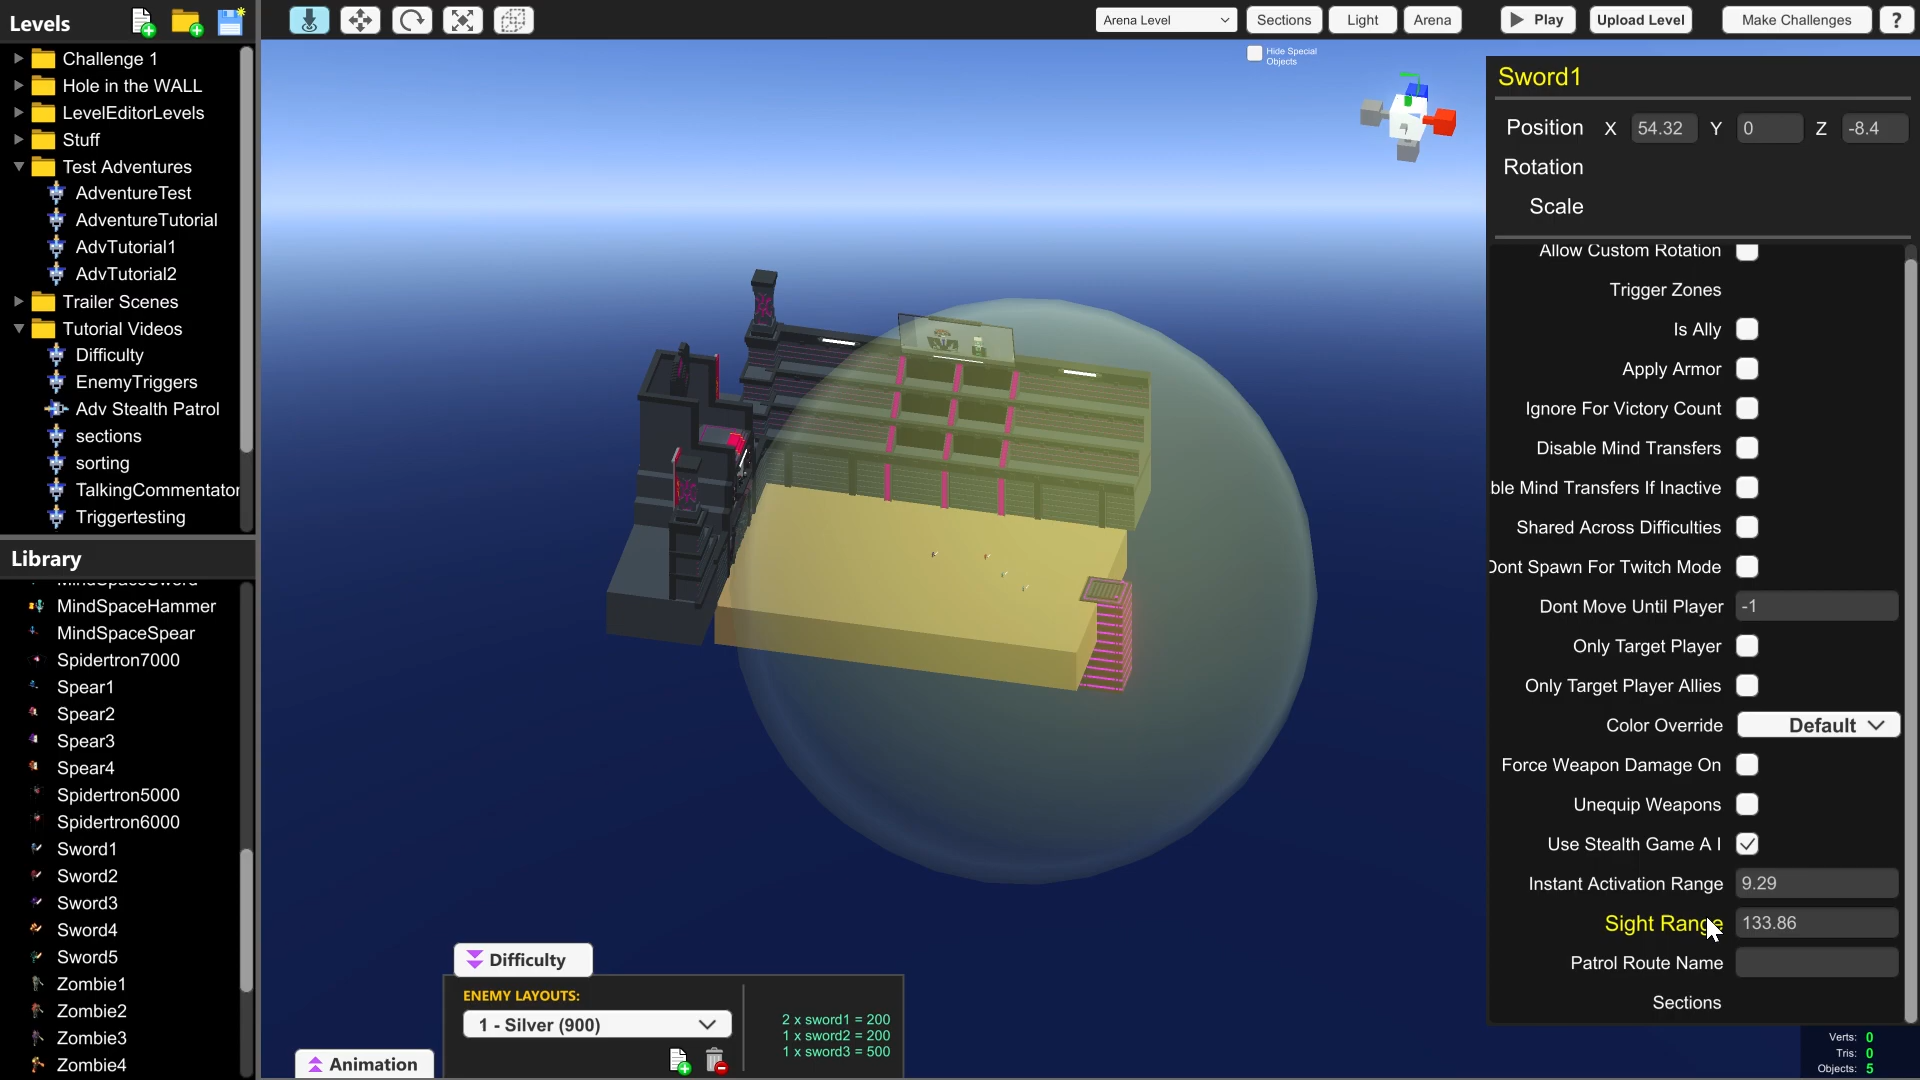 Levels
Challenge 1
Hole in the WALL
LevelEditorLevels
Stuff
Test Adventures
AdventureTest
AdventureTutorial
AdvTutorial1
AdvTutorial2
Trailer Scenes
Tutorial Videos
Difficulty
EnemyTriggers
Adv Stealth Patrol
sections
sorting
TalkingCommentator
Triggertesting
Library
MindSpaceSword
MindSpaceHammer
MindSpaceSpear
Spidertron7000
Spear1
Spear2
Spear3
Spear4
Spidertron5000
Spidertron6000
Sword1
Sword2
Sword3
Sword4
Sword5
Zombie1
Zombie2
Zombie3
Zombie4
Arena Level
Sections
Light
Arena
Play
Upload Level
Make Challenges
?
Hide Special
Objects
Sword1
Position X 54.32 Y 0 Z -8.4
Rotation
Scale
Allow Custom Rotation
Trigger Zones
Is Ally
Apply Armor
Ignore For Victory Count
Disable Mind Transfers
ble Mind Transfers If Inactive
Shared Across Difficulties
Dont Spawn For Twitch Mode
Dont Move Until Player -1
Only Target Player
Only Target Player Allies
Color Override Default
Force Weapon Damage On
Unequip Weapons
Use Stealth Game A I
Instant Activation Range 9.29
Sight Range 133.86
Patrol Route Name
Sections
Difficulty
ENEMY LAYOUTS:
1 - Silver (900)
2 x sword1 = 200
1 x sword2 = 200
1 x sword3 = 500
Animation
Verts: 0
Tris: 0
Objects: 5